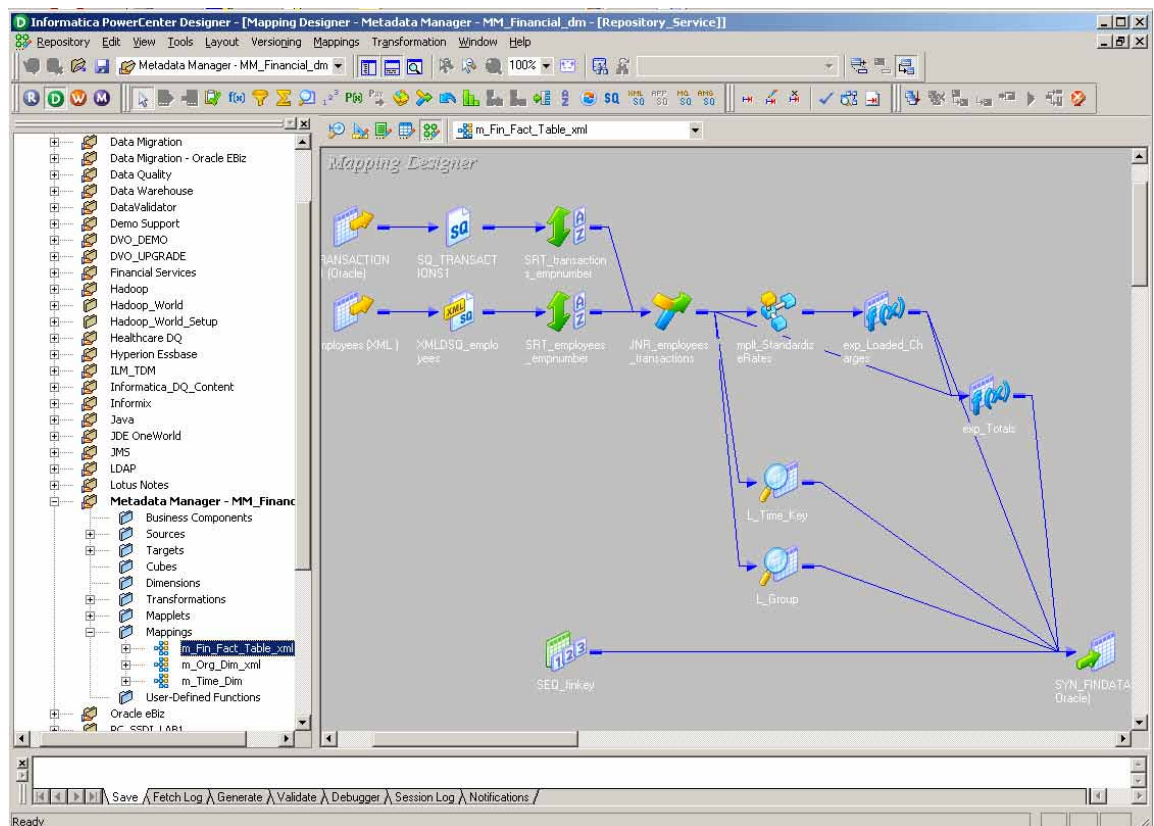 Informatica PowerCenter Designer - [Mapping Designer - Metadata Manager - MM_Financial_dm - [Repository_Service]]
Repository Edit View Tools Layout Versioning Mappings Transformation Window Help
Metadata Manager - MM_Financial_dm
100%
m_Fin_Fact_Table_xml
Data Migration
Data Migration - Oracle EBiz
Data Quality
Data Warehouse
DataValidator
Demo Support
DVO_DEMO
DVO_UPGRADE
Financial Services
Hadoop
Hadoop_World
Hadoop_World_Setup
Healthcare DQ
Hyperion Essbase
ILM_TDM
Informatica_DQ_Content
Informix
Java
JDE OneWorld
JMS
LDAP
Lotus Notes
Metadata Manager - MM_Financ
Business Components
Sources
Targets
Cubes
Dimensions
Transformations
Mapplets
Mappings
m_Fin_Fact_Table_xml
m_Org_Dim_xml
m_Time_Dim
User-Defined Functions
Oracle eBiz
PC_SSDI_LAB1
Mapping Designer
RANSACTION
(Oracle)
SQ_TRANSACT
IONS1
SRT_transaction
s_empnumber
mployees (XML )
XMLDSQ_emplo
yees
SRT_employees
_empnumber
JNR_employees
_transactions
mplt_Standardiz
eRates
exp_Loaded_Ch
arges
exp_Totals
L_Time_Key
L_Group
SEQ_finkey
SYN_FINDATA
Oracle)
Save Fetch Log Generate Validate Debugger Session Log Notifications
Ready